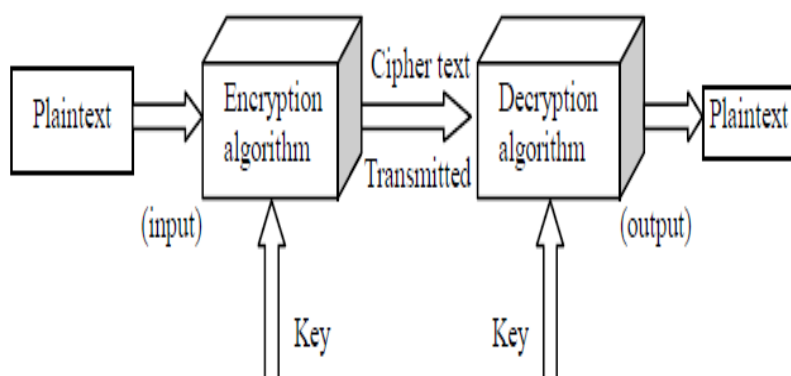 Plaintext
(input)
Encryption
algorithm
Key
Cipher text
Transmitted
Decryption
algorithm
Key
Plaintext
(output)